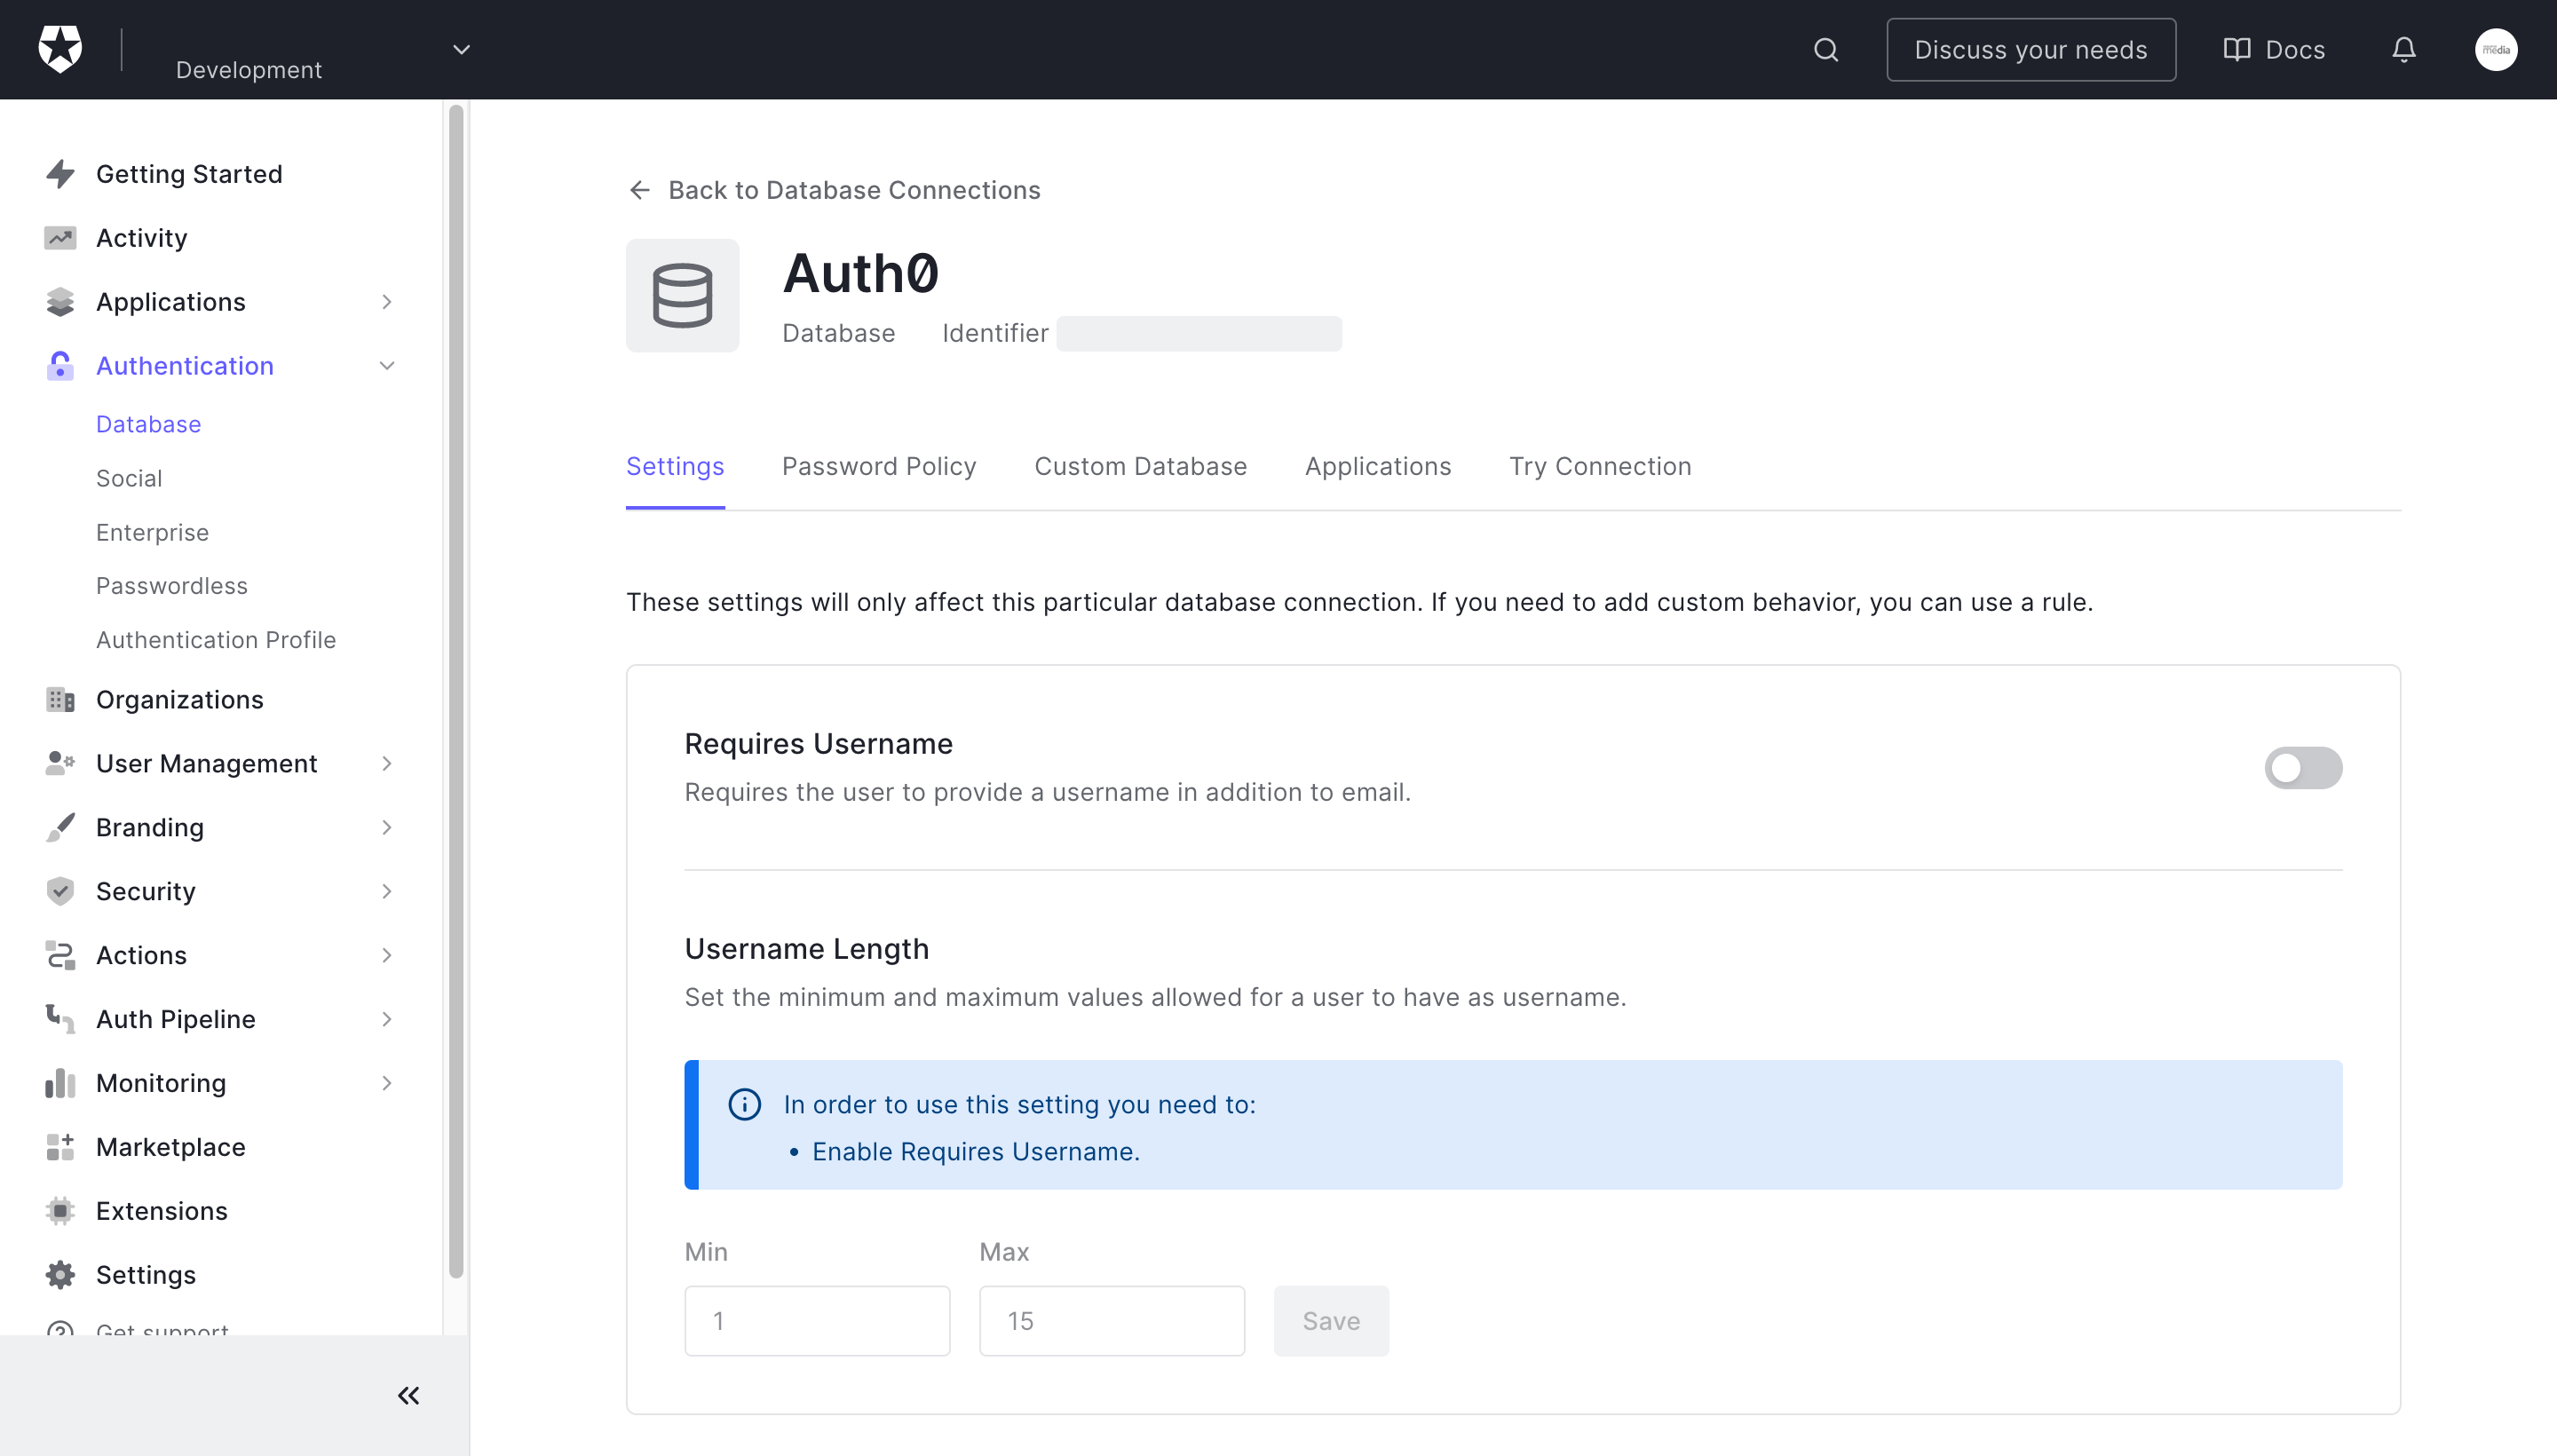 Development
Discuss your needs
Docs
media
Getting Started
Activity
Applications
Authentication
Database
Social
Enterprise
Passwordless
Authentication Profile
Organizations
User Management
Branding
Security
Actions
Auth Pipeline
Monitoring
Marketplace
Extensions
Settings
Get support
Back to Database Connections
Auth0
Database Identifier
Settings Password Policy Custom Database Applications Try Connection
These settings will only affect this particular database connection. If you need to add custom behavior, you can use a rule.
Requires Username
Requires the user to provide a username in addition to email.
Username Length
Set the minimum and maximum values allowed for a user to have as username.
In order to use this setting you need to:
• Enable Requires Username.
Min Max
1 15 Save